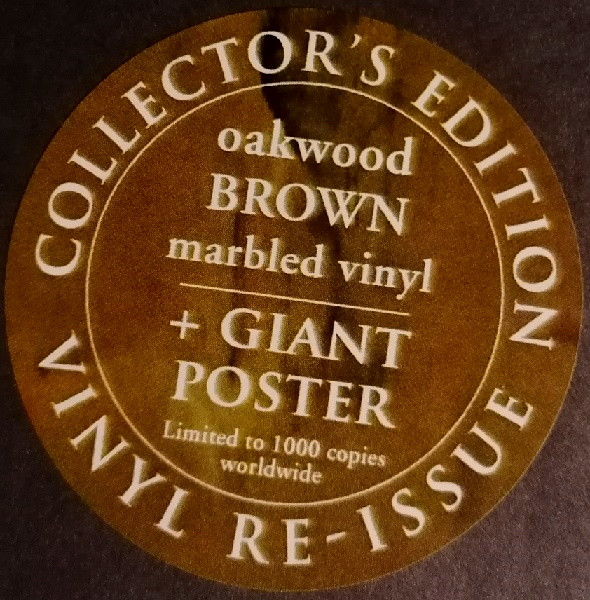 COLLECTOR'S EDITION
oakwood
BROWN
marbled vinyl
+ GIANT
POSTER
Limited to 1000 copies
worldwide
VINYL RE-ISSUE